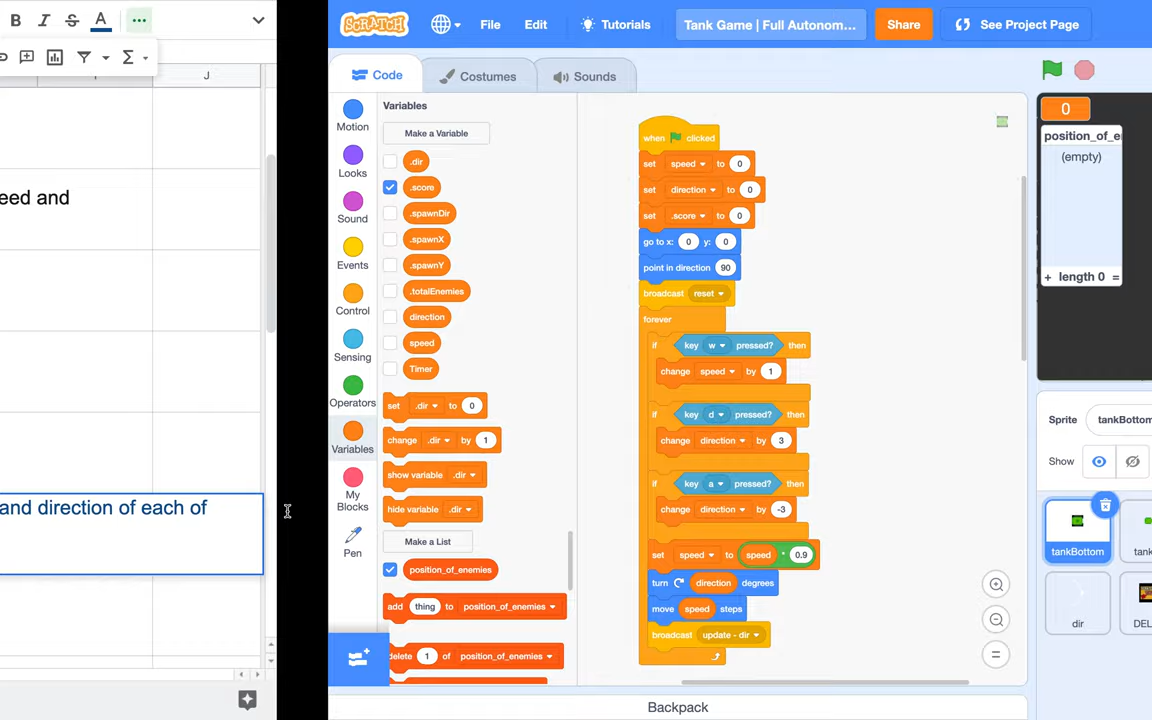 B I S A ...
Σ
J
eed and
and direction of each of
SCRATCH
File
Edit
Tutorials
Tank Game | Full Autonom...
Share
See Project Page
Code
Costumes
Sounds
Motion
Looks
Sound
Events
Control
Sensing
Operators
Variables
My
Blocks
Pen
Variables
Make a Variable
.dir
.score
.spawnDir
.spawnX
.spawnY
.totalEnemies
direction
speed
Timer
set .dir to 0
change .dir by 1
show variable .dir
hide variable .dir
Make a List
position_of_enemies
add thing to position_of_enemies
delete 1 of position_of_enemies
when clicked
set speed to 0
set direction to 0
set .score to 0
go to x: 0 y: 0
point in direction 90
broadcast reset
forever
if key w pressed? then
change speed by 1
if key d pressed? then
change direction by 3
if key a pressed? then
change direction by -3
set speed to speed * 0.9
turn direction degrees
move speed steps
broadcast update - dir
Backpack
0
position_of_e
(empty)
+ length 0 =
Sprite
tankBottom
Show
tankBottom
tank
dir
DEL